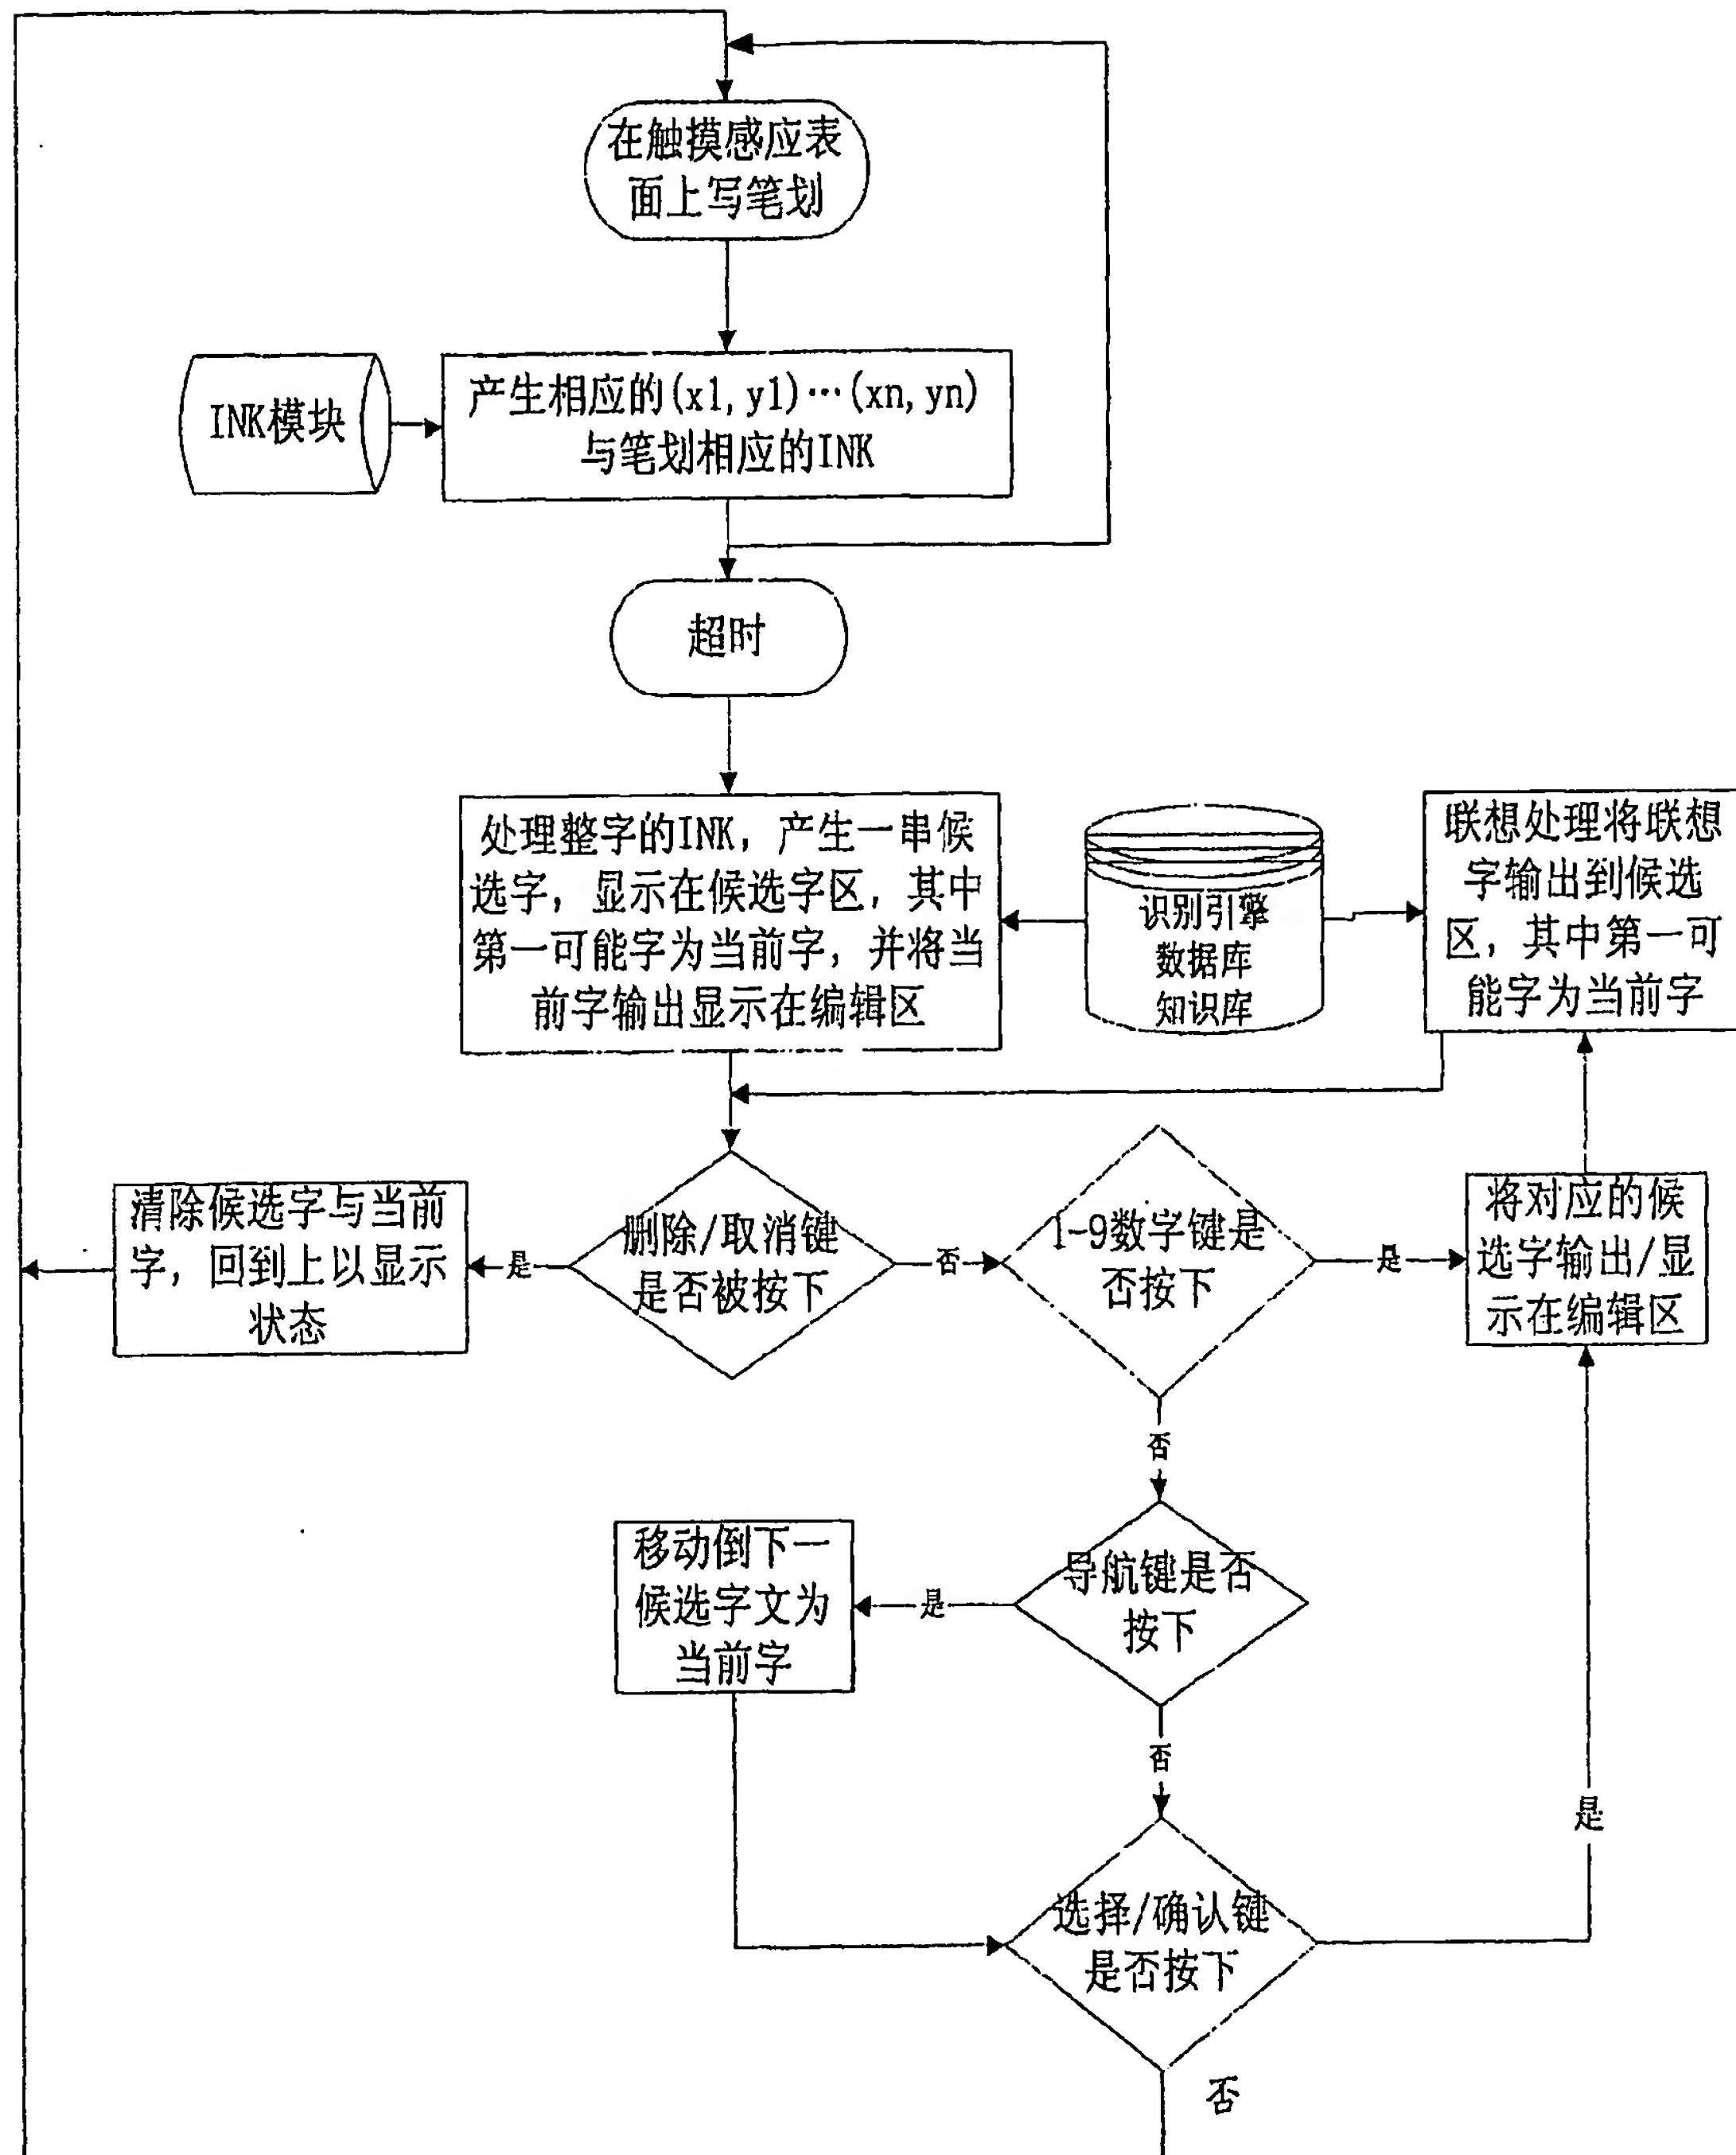 在触摸感应表
面上写笔划
INK模块
产生相应的(x1,y1)…(xn,yn)
与笔划相应的INK
超时
处理整字的INK，产生一串候
选字，显示在候选字区，其中
第一可能字为当前字，并将当
前字输出显示在编辑区
识别引擎
数据库
知识库
联想处理将联想
字输出到候选
区，其中第一可
能字为当前字
清除候选字与当前
字，回到上以显示
状态
是
删除/取消键
是否被按下
否
1-9数字键是
否按下
是
将对应的候
选字输出/显
示在编辑区
否
移动倒下一
候选字文为
当前字
是
导航键是否
按下
否
是
选择/确认键
是否按下
否